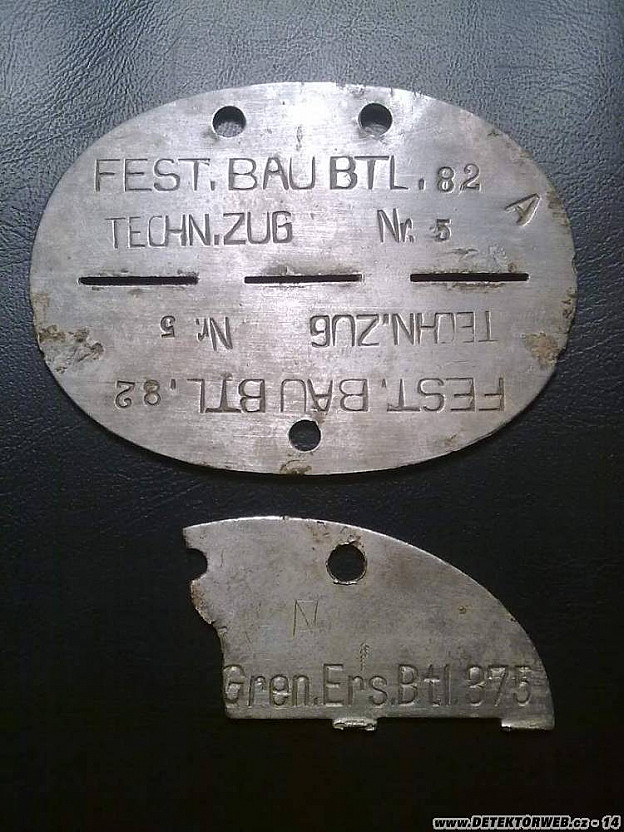 FEST. BAU BTL. 82
A
TECHN. ZUG Nr. 5
TECHN. ZUG Nr. 5
FEST. BAU BTL. 82
N
Gren.Ers.Btl.375
www.DETEKTORWEB.cz - 14